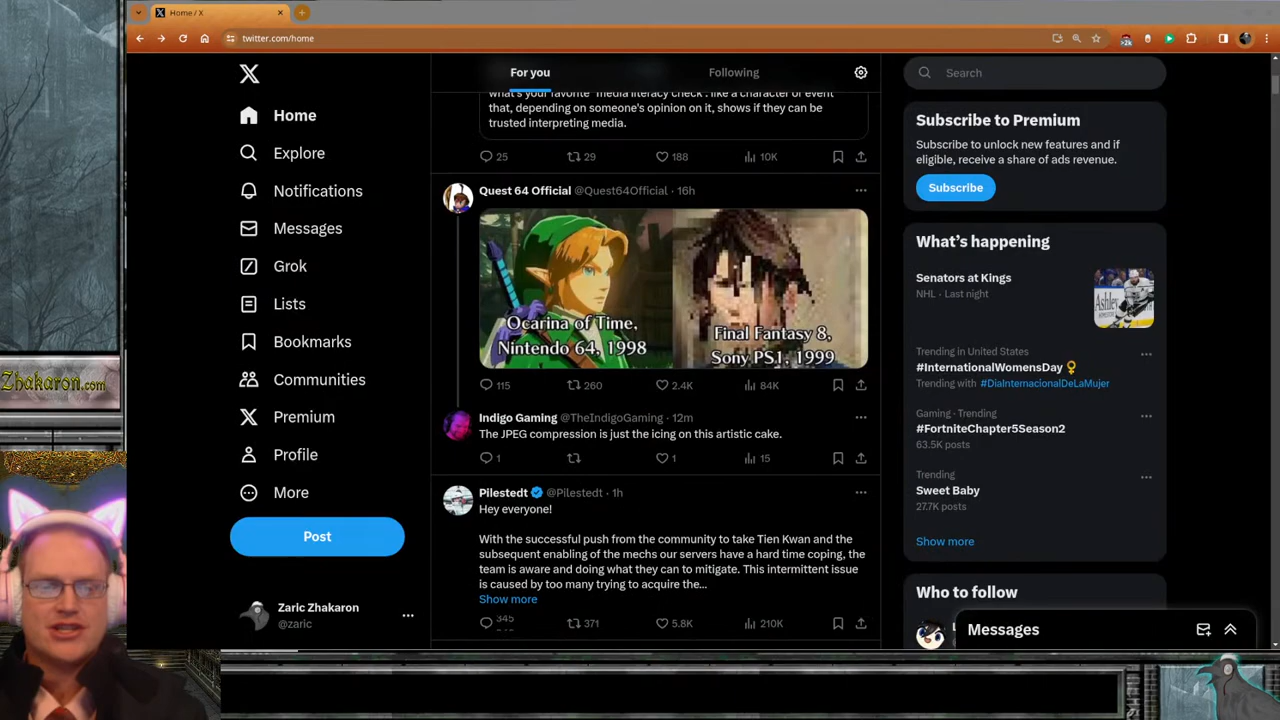 Home / X
twitter.com/home
Home
Explore
Notifications
Messages
Grok
Lists
Bookmarks
Communities
Premium
Profile
More
Post
Zaric Zhakaron
@zaric
Zhakaron.com
For you
Following
what's your favorite "media literacy check". like a character or event
that, depending on someone's opinion on it, shows if they can be
trusted interpreting media.
25
29
188
10K
Quest 64 Official @Quest64Official · 16h
Ocarina of Time,
Nintendo 64, 1998
Final Fantasy 8,
Sony PS1, 1999
115
260
2.4K
84K
Indigo Gaming @TheIndigoGaming · 12m
The JPEG compression is just the icing on this artistic cake.
1
1
15
Pilestedt @Pilestedt · 1h
Hey everyone!
With the successful push from the community to take Tien Kwan and the
subsequent enabling of the mechs our servers have a hard time coping, the
team is aware and doing what they can to mitigate. This intermittent issue
is caused by too many trying to acquire the...
Show more
345
371
5.8K
210K
Search
Subscribe to Premium
Subscribe to unlock new features and if
eligible, receive a share of ads revenue.
Subscribe
What's happening
Senators at Kings
NHL · Last night
Trending in United States
#InternationalWomensDay
Trending with #DiaInternacionalDeLaMujer
Gaming · Trending
#FortniteChapter5Season2
63.5K posts
Trending
Sweet Baby
27.7K posts
Show more
Who to follow
Messages